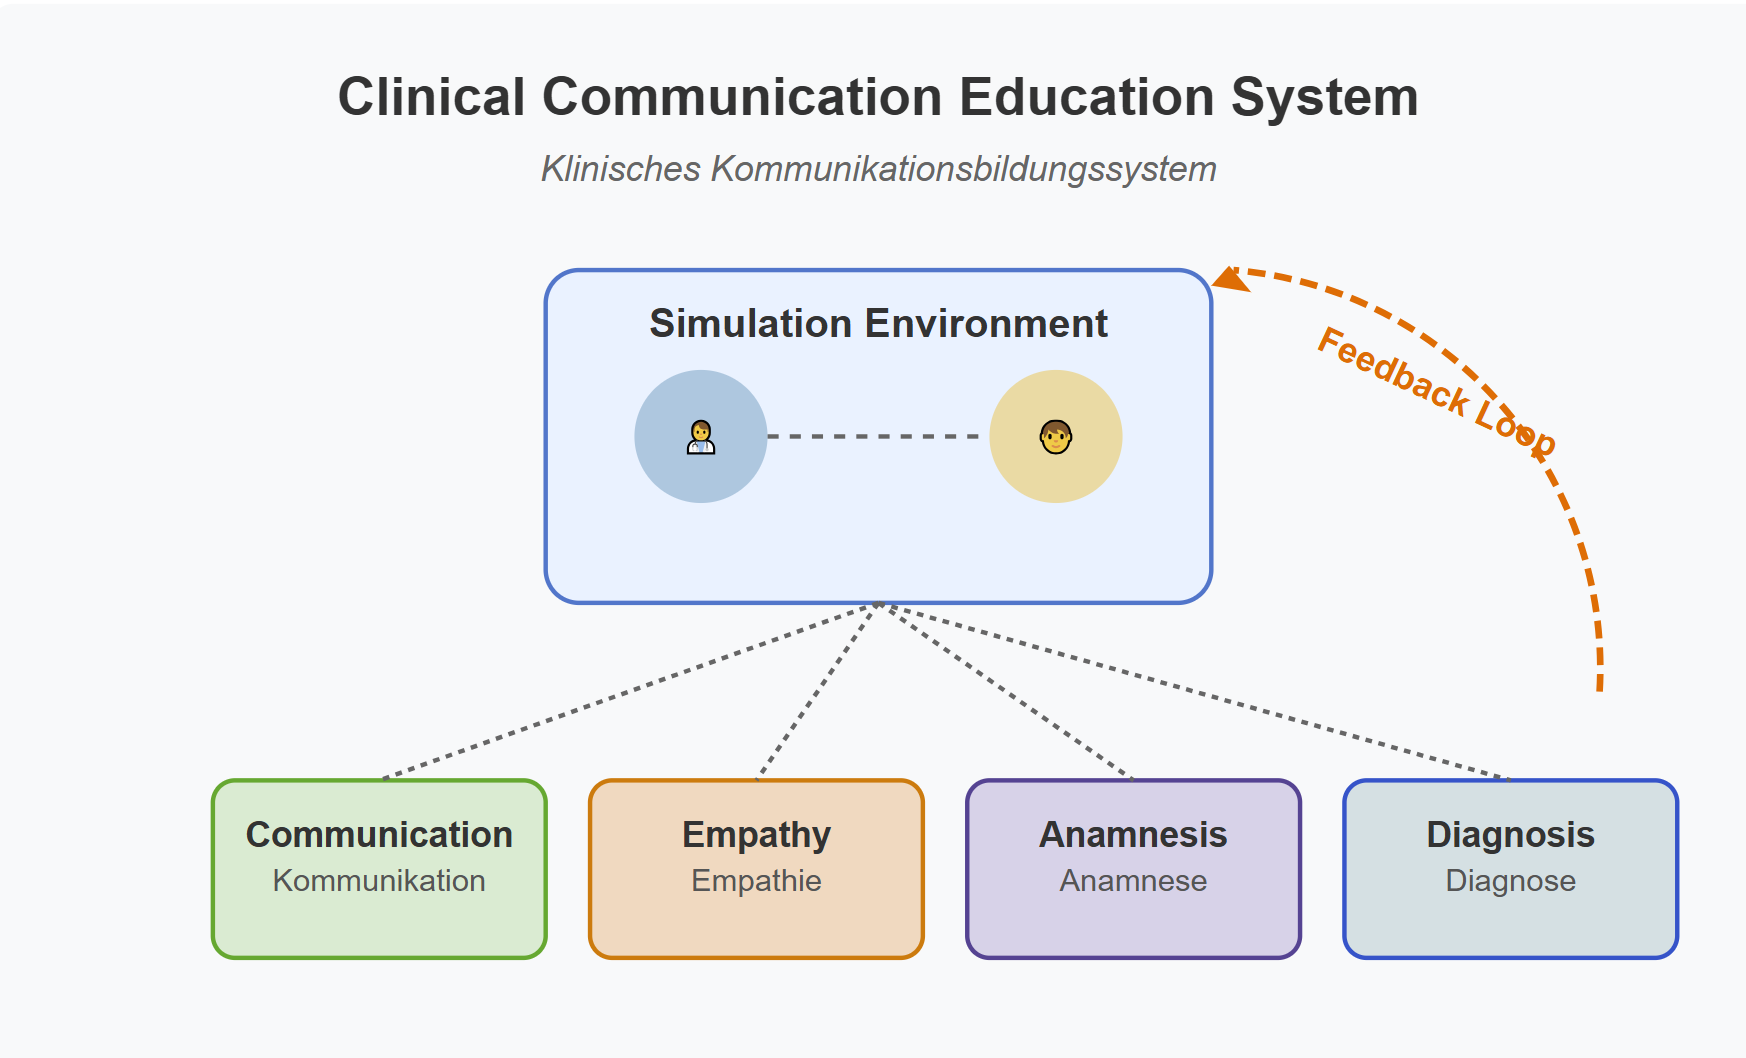 Clinical Communication Education System
Klinisches Kommunikationsbildungssystem
Simulation Environment
Feedback Loop
Communication
Kommunikation
Empathy
Empathie
Anamnesis
Anamnese
Diagnosis
Diagnose